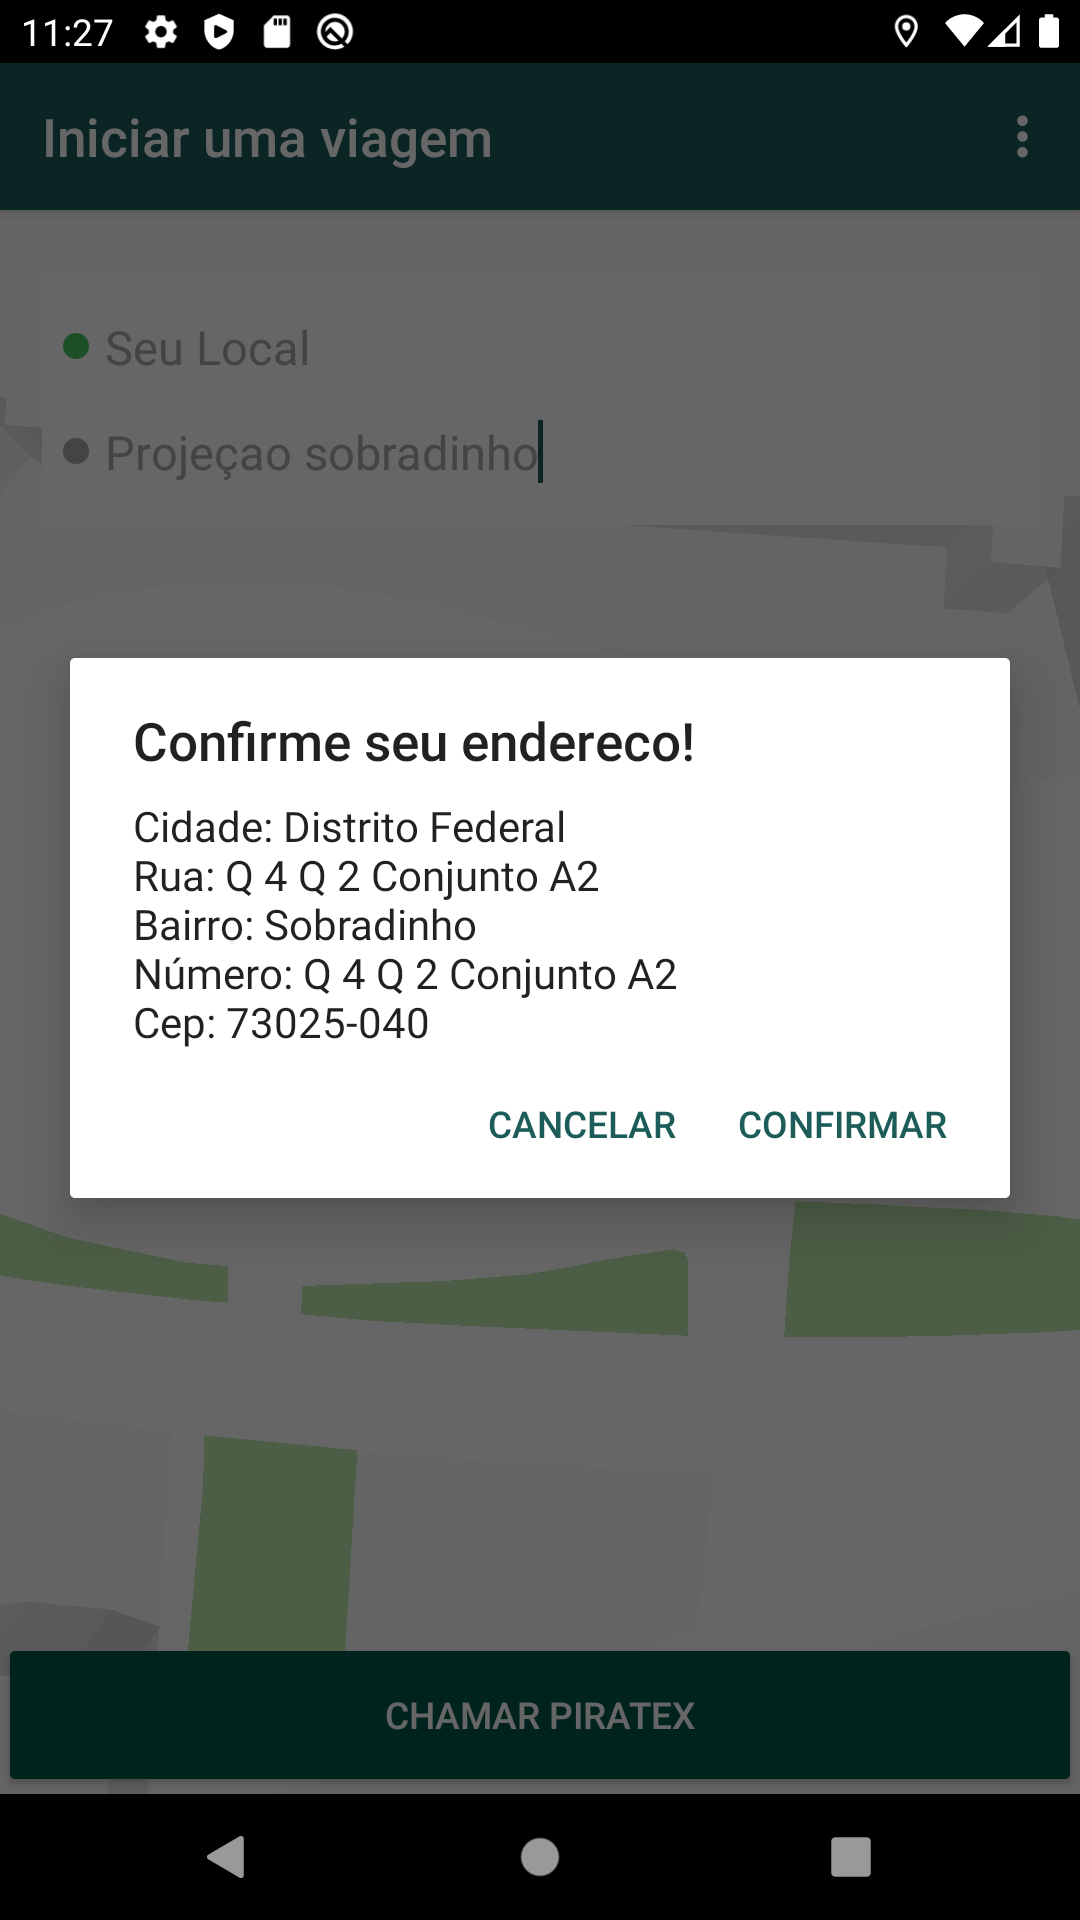 11:27
Iniciar uma viagem
Seu Local
Projeçao sobradinho
Confirme seu endereco!
Cidade: Distrito Federal
Rua: Q 4 Q 2 Conjunto A2
Bairro: Sobradinho
Número: Q 4 Q 2 Conjunto A2
Cep: 73025-040
CANCELAR CONFIRMAR
CHAMAR PIRATEX